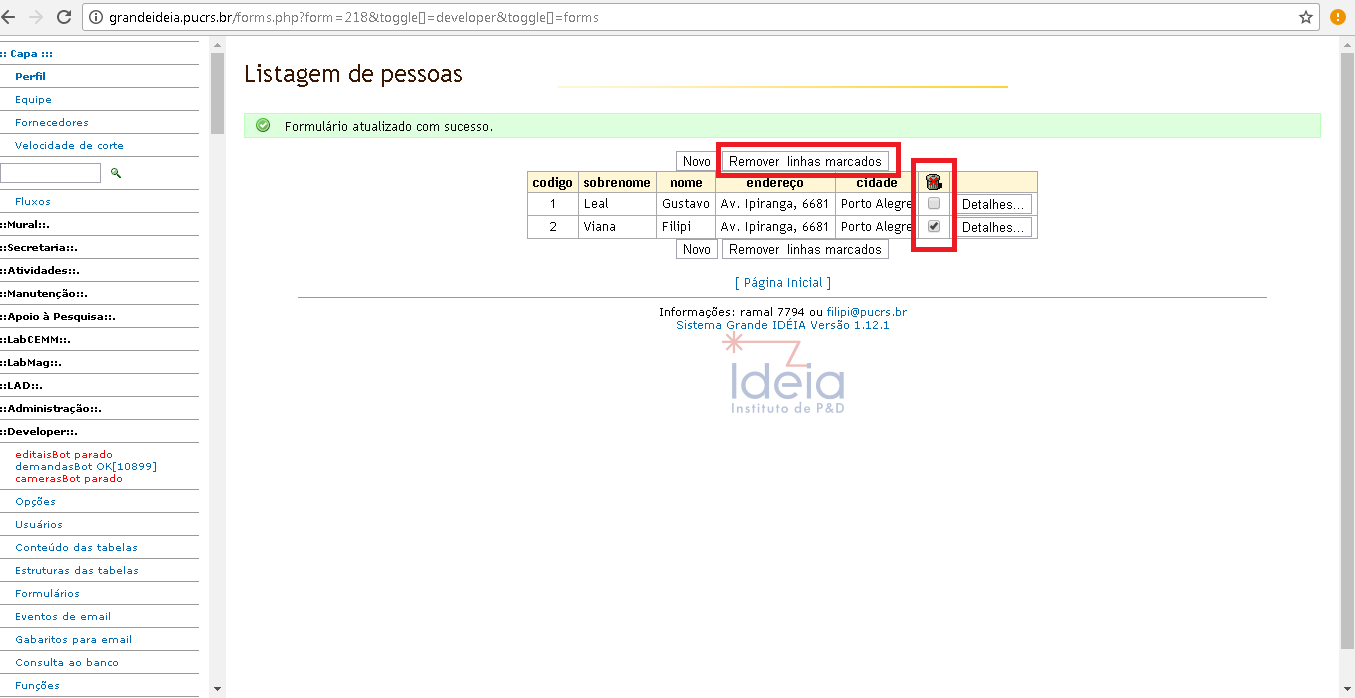 grandeideia.pucrs.br/forms.php?form=218&toggle[]=developer&toggle[]=forms
:: Capa :::
Perfil
Equipe
Fornecedores
Velocidade de corte
Fluxos
::Mural::.
::Secretaria::.
::Atividades::.
::Manutenção::.
::Apoio à Pesquisa::.
::LabCEMM::.
::LabMag::.
::LAD::.
::Administração::.
::Developer::.
editaisBot parado
demandasBot OK[10899]
camerasBot parado
Opções
Usuários
Conteúdo das tabelas
Estruturas das tabelas
Formulários
Eventos de email
Gabaritos para email
Consulta ao banco
Funções
Listagem de pessoas
Formulário atualizado com sucesso.
Novo Remover linhas marcados
codigo sobrenome nome endereço cidade
1 Leal Gustavo Av. Ipiranga, 6681 Porto Alegre Detalhes...
2 Viana Filipi Av. Ipiranga, 6681 Porto Alegre Detalhes...
Novo Remover linhas marcados
[ Página Inicial ]
Informações: ramal 7794 ou filipi@pucrs.br
Sistema Grande IDÉIA Versão 1.12.1
Ideia
Instituto de P&D